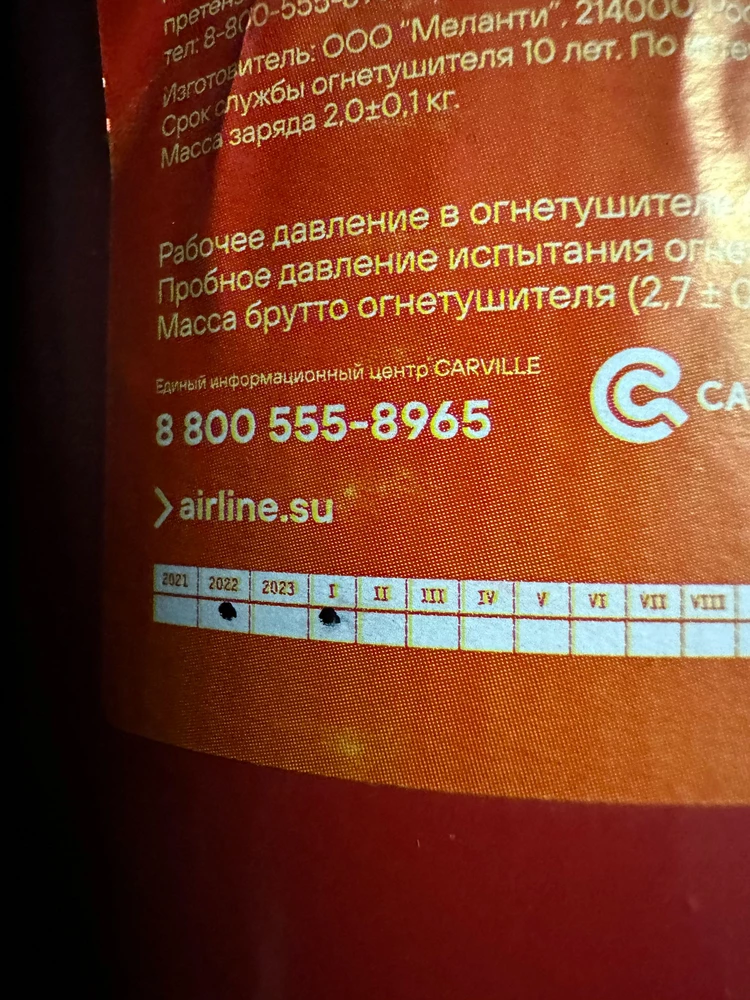 тел: 8-800-555-
Изготовитель: ООО "Меланти", 214000
Срок службы огнетушителя 10 лет. По
Масса заряда 2,0±0,1 кг.
Рабочее давление в огнетушителе
Пробное давление испытания
Масса брутто огнетушителя (2,7 ±
Единый информационный центр CARVILLE
8 800 555-8965
CA
airline.su
2021 2022 2023 I II III IV V VI VII VIII